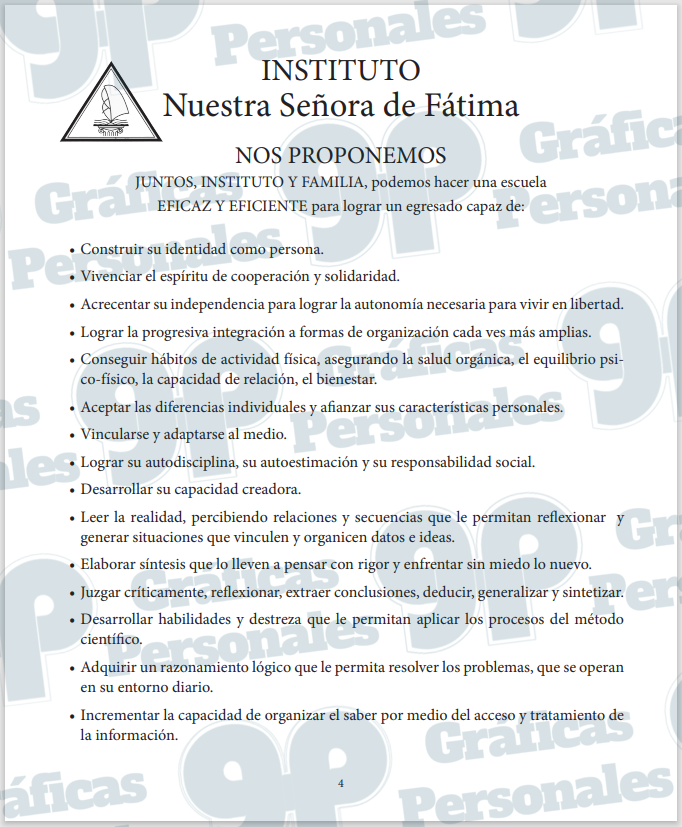 INSTITUTO
Nuestra Señora de Fátima
NOS PROPONEMOS
JUNTOS, INSTITUTO Y FAMILIA, podemos hacer una escuela
EFICAZ Y EFICIENTE para lograr un egresado capaz de:
• Construir su identidad como persona.
• Vivenciar el espíritu de cooperación y solidaridad.
• Acrecentar su independencia para lograr la autonomía necesaria para vivir en libertad.
• Lograr la progresiva integración a formas de organización cada ves más amplias.
• Conseguir hábitos de actividad física, asegurando la salud orgánica, el equilibrio psi-
co-físico, la capacidad de relación, el bienestar.
• Aceptar las diferencias individuales y afianzar sus características personales.
• Vincularse y adaptarse al medio.
• Lograr su autodisciplina, su autoestimación y su responsabilidad social.
• Desarrollar su capacidad creadora.
• Leer la realidad, percibiendo relaciones y secuencias que le permitan reflexionar y
generar situaciones que vinculen y organicen datos e ideas.
• Elaborar síntesis que lo lleven a pensar con rigor y enfrentar sin miedo lo nuevo.
• Juzgar críticamente, reflexionar, extraer conclusiones, deducir, generalizar y sintetizar.
• Desarrollar habilidades y destreza que le permitan aplicar los procesos del método
científico.
• Adquirir un razonamiento lógico que le permita resolver los problemas, que se operan
en su entorno diario.
• Incrementar la capacidad de organizar el saber por medio del acceso y tratamiento de
la información.
4
gp Gráficas
Personales